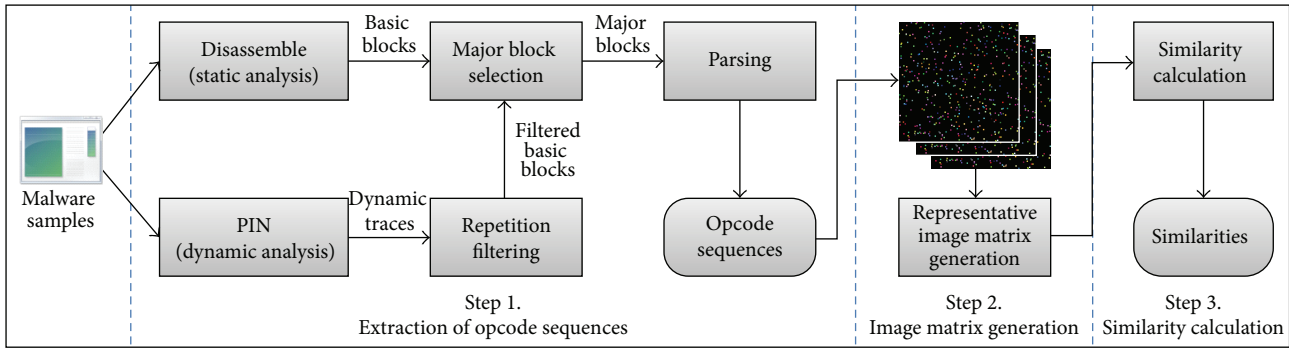 Malware
samples
Disassemble
(static analysis)
Basic
blocks
Major block
selection
Major
blocks
Parsing
Filtered
basic
blocks
PIN
(dynamic analysis)
Dynamic
traces
Repetition
filtering
Opcode
sequences
Step 1.
Extraction of opcode sequences
Representative
image matrix
generation
Step 2.
Image matrix generation
Similarity
calculation
Similarities
Step 3.
Similarity calculation